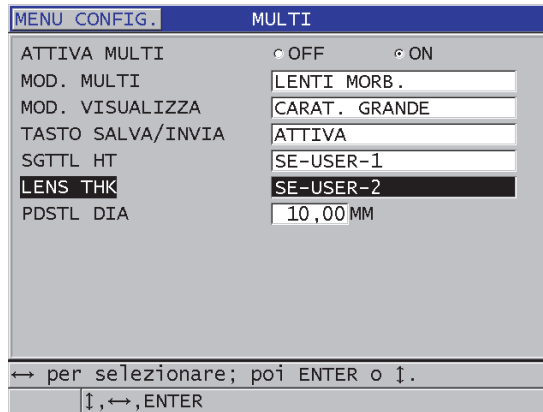 MENU CONFIG. MULTI
ATTIVA MULTI OFF ON
MOD. MULTI LENTI MORB.
MOD. VISUALIZZA CARAT. GRANDE
TASTO SALVA/INVIA ATTIVA
SGTTL HT SE-USER-1
LENS THK SE-USER-2
PDSTL DIA 10,00 MM
↔ per selezionare; poi ENTER o ↕.
↕,↔,ENTER